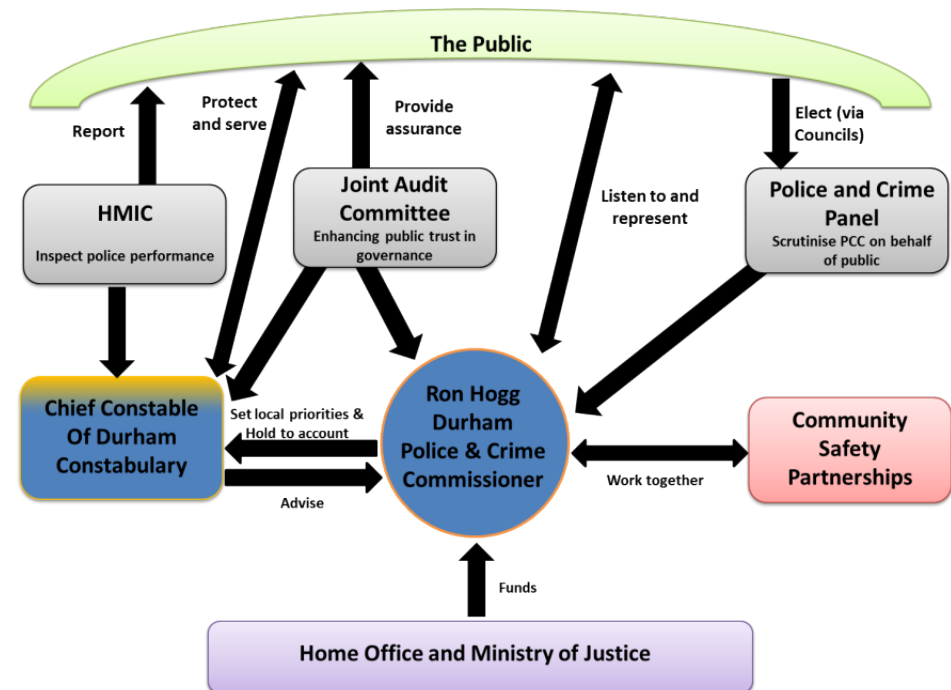 The Public
Report
Protect
and serve
Provide
assurance
Listen to and
represent
Elect (via
Councils)
HMIC
Inspect police performance
Joint Audit
Committee
Enhancing public trust in
governance
Police and Crime
Panel
Scrutinise PCC on behalf
of public
Chief Constable
Of Durham
Constabulary
Set local priorities &
Hold to account
Advise
Ron Hogg
Durham
Police & Crime
Commissioner
Work together
Community
Safety
Partnerships
Funds
Home Office and Ministry of Justice